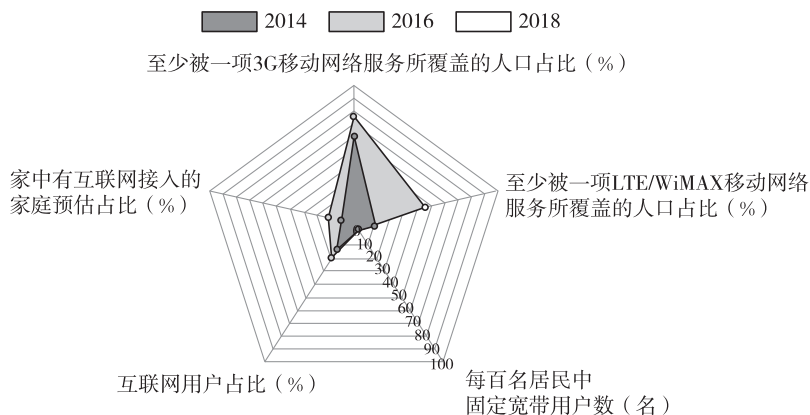 2014 2016 2018
至少被一项3G移动网络服务所覆盖的人口占比（%）
家中有互联网接入的
家庭预估占比（%）
至少被一项LTE/WiMAX移动网络
服务所覆盖的人口占比（%）
0
10
20
30
40
50
60
70
80
90
100
互联网用户占比（%）
每百名居民中
固定宽带用户数（名）